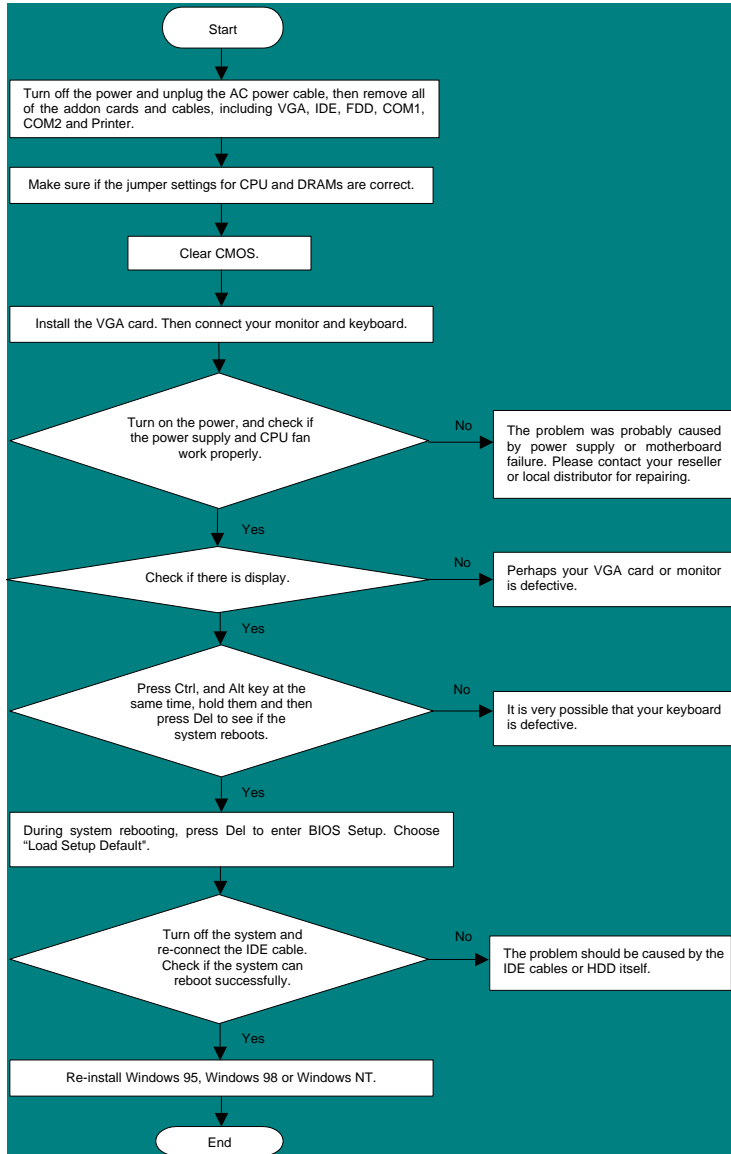 Start
Turn off the power and unplug the AC power cable, then remove all
of the addon cards and cables, including VGA, IDE, FDD, COM1,
COM2 and Printer.
Make sure if the jumper settings for CPU and DRAMs are correct.
Clear CMOS.
Install the VGA card. Then connect your monitor and keyboard.
Turn on the power, and check if
the power supply and CPU fan
work properly.
No
The problem was probably caused
by power supply or motherboard
failure. Please contact your reseller
or local distributor for repairing.
Yes
Check if there is display.
No
Perhaps your VGA card or monitor
is defective.
Yes
Press Ctrl, and Alt key at the
same time, hold them and then
press Del to see if the
system reboots.
No
It is very possible that your keyboard
is defective.
Yes
During system rebooting, press Del to enter BIOS Setup. Choose
“Load Setup Default”.
Turn off the system and
re-connect the IDE cable.
Check if the system can
reboot successfully.
No
The problem should be caused by the
IDE cables or HDD itself.
Yes
Re-install Windows 95, Windows 98 or Windows NT.
End